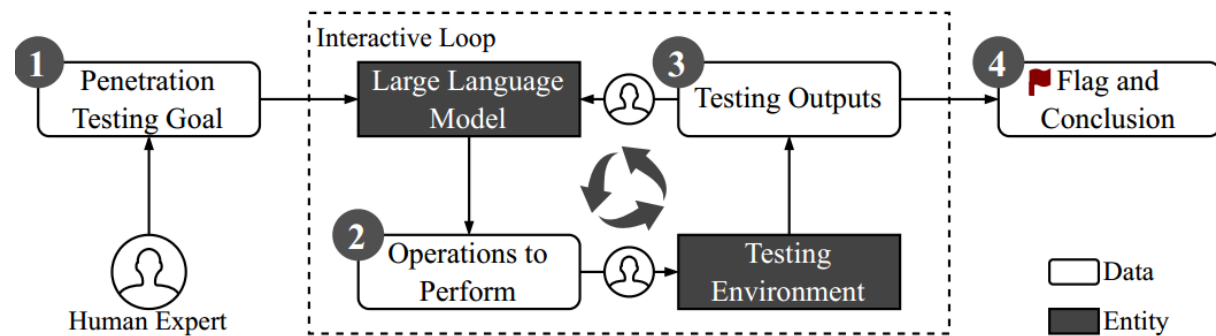 Interactive Loop
1
Penetration
Testing Goal
Large Language
Model
3
Testing Outputs
4
Flag and
Conclusion
2
Operations to
Perform
Testing
Environment
Human Expert
Data
Entity